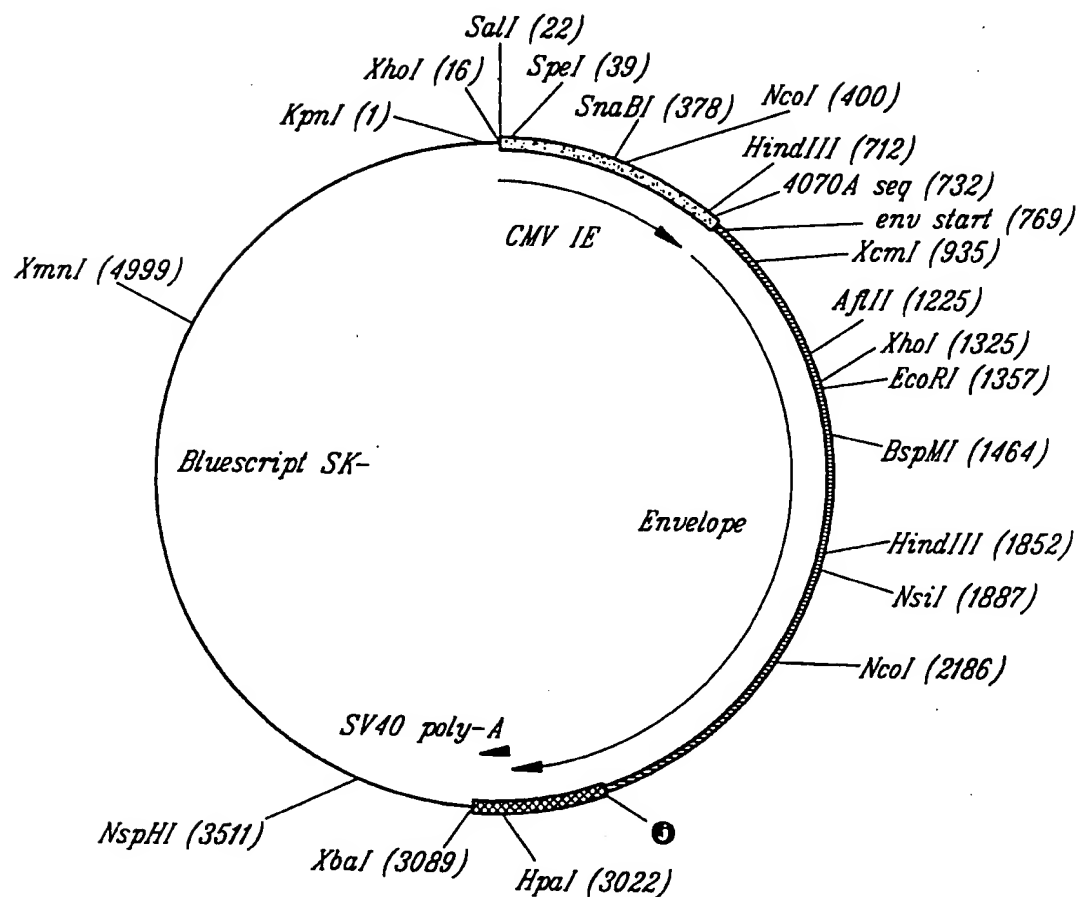 SalI (22)
XhoI (16)
SpeI (39)
KpnI (1)
SnaBI (378)
NcoI (400)
HindIII (712)
4070A seq (732)
env start (769)
XcmI (935)
CMV IE
XmnI (4999)
AflII (1225)
XhoI (1325)
EcoRI (1357)
BspMI (1464)
Bluescript SK-
Envelope
HindIII (1852)
NsiI (1887)
NcoI (2186)
SV40 poly-A
NspHI (3511)
XbaI (3089)
HpaI (3022)